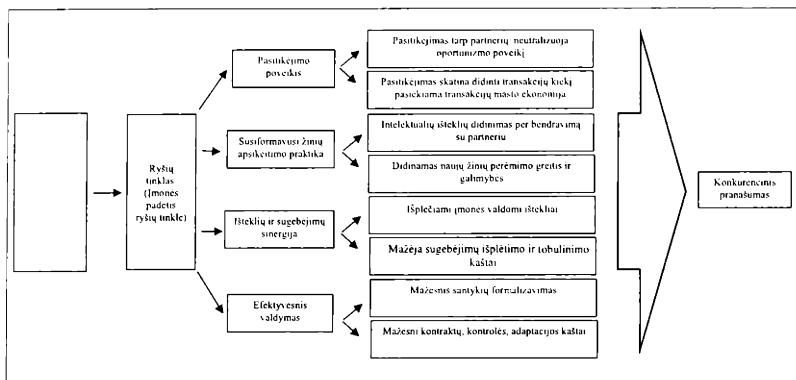 Pasitikėjimo
poveikis
Pasitikėjimas tarp partnerių neutralizuoja
oportunizmo poveikį
Pasitikėjimas skatina didinti transakcijų kiekį
pasiekiama transakcijų masto ekonomija
Susiformavusi žinių
apsikeitimo praktika
Intelektualių išteklių didinimas per bendravimą
su partneriu
Didinamas naujų žinių perėmimo greitis ir
galimybės
Ryšių
tinklas
(Įmonės
padėtis
ryšių tinkle)
Išteklių ir sugebėjimų
sinergija
Išplečiami įmonės valdomi ištekliai
Mažėja sugebėjimų išplėtimo ir tobulinimo
kaštai
Efektyvesnis
valdymas
Mažesnis santykių formalizavimas
Mažesni kontraktų, kontrolės, adaptacijos kaštai
Konkurencinis
pranašumas